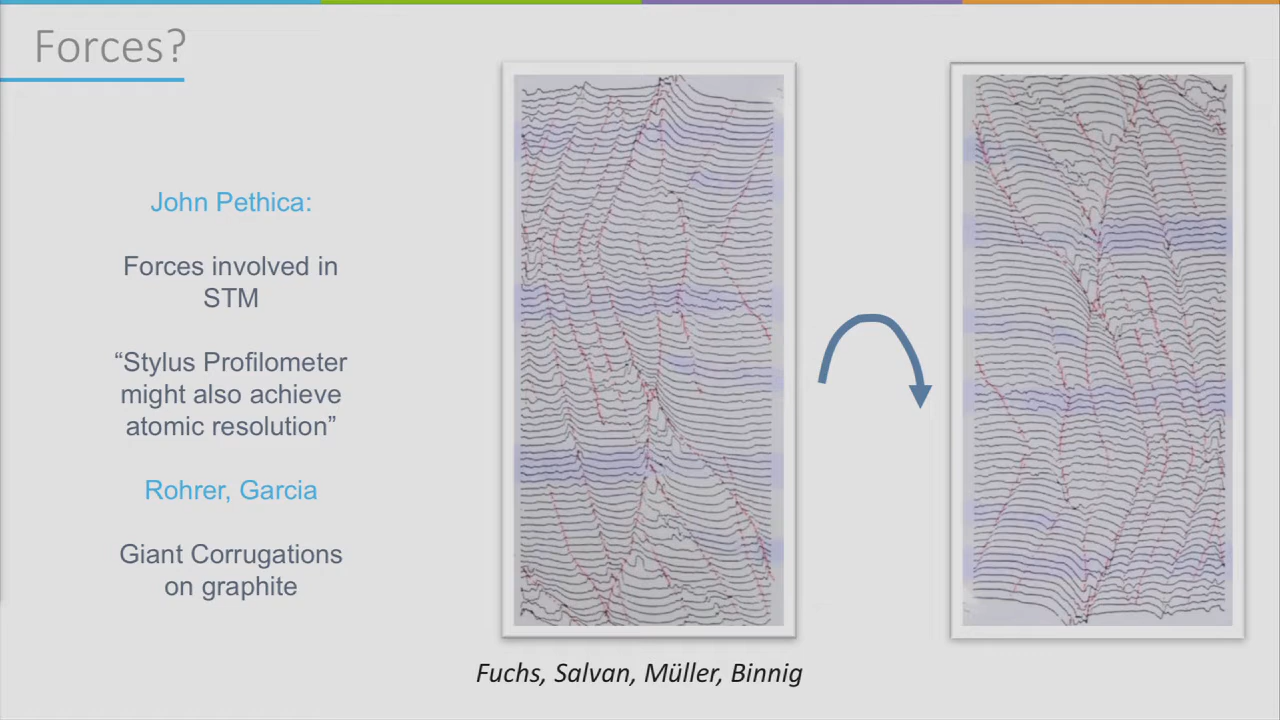 Forces?
John Pethica:
Forces involved in
STM
“Stylus Profilometer
might also achieve
atomic resolution”
Rohrer, Garcia
Giant Corrugations
on graphite
Fuchs, Salvan, Müller, Binnig